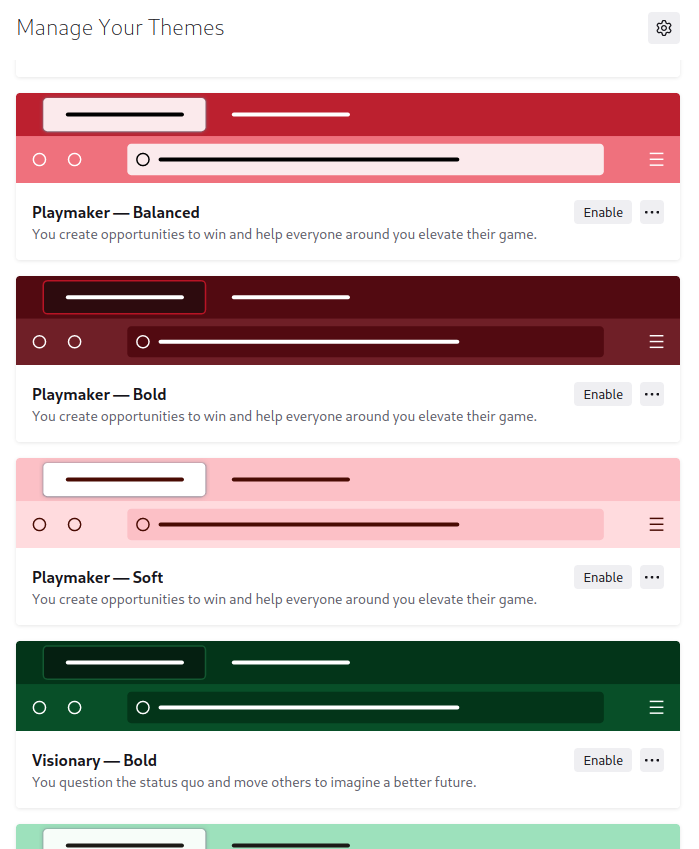 Manage Your Themes
Playmaker — Balanced
Enable
You create opportunities to win and help everyone around you elevate their game.
Playmaker — Bold
Enable
You create opportunities to win and help everyone around you elevate their game.
Playmaker — Soft
Enable
You create opportunities to win and help everyone around you elevate their game.
Visionary — Bold
Enable
You question the status quo and move others to imagine a better future.